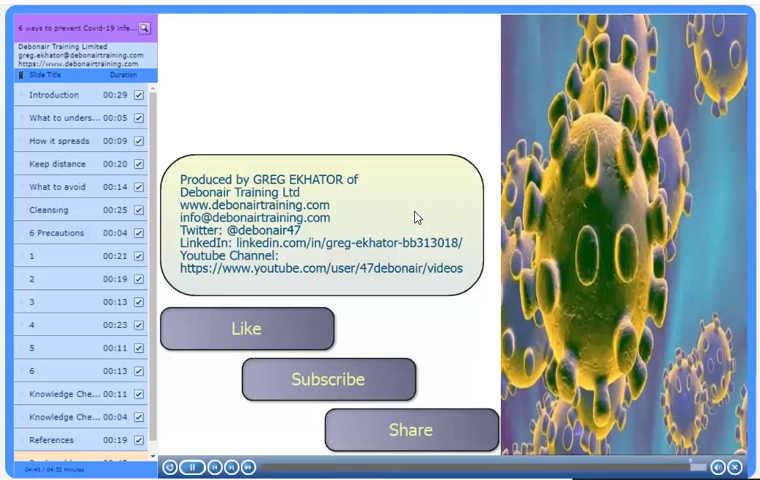 6 ways to prevent Covid-19 infe...
Debonair Training Limited
greg.ekhator@debonairtraining.com
https://www.debonairtraining.com
Slide Title Duration
Introduction 00:29
What to unders... 00:05
How it spreads 00:09
Keep distance 00:20
What to avoid 00:14
Cleansing 00:25
6 Precautions 00:04
1 00:21
2 00:19
3 00:13
4 00:23
5 00:11
6 00:13
Knowledge Che... 00:11
Knowledge Che... 00:04
References 00:19
04:41 / 04:52 Minutes
Produced by GREG EKHATOR of
Debonair Training Ltd
www.debonairtraining.com
info@debonairtraining.com
Twitter: @debonair47
LinkedIn: linkedin.com/in/greg-ekhator-bb313018/
Youtube Channel:
https://www.youtube.com/user/47debonair/videos
Like
Subscribe
Share